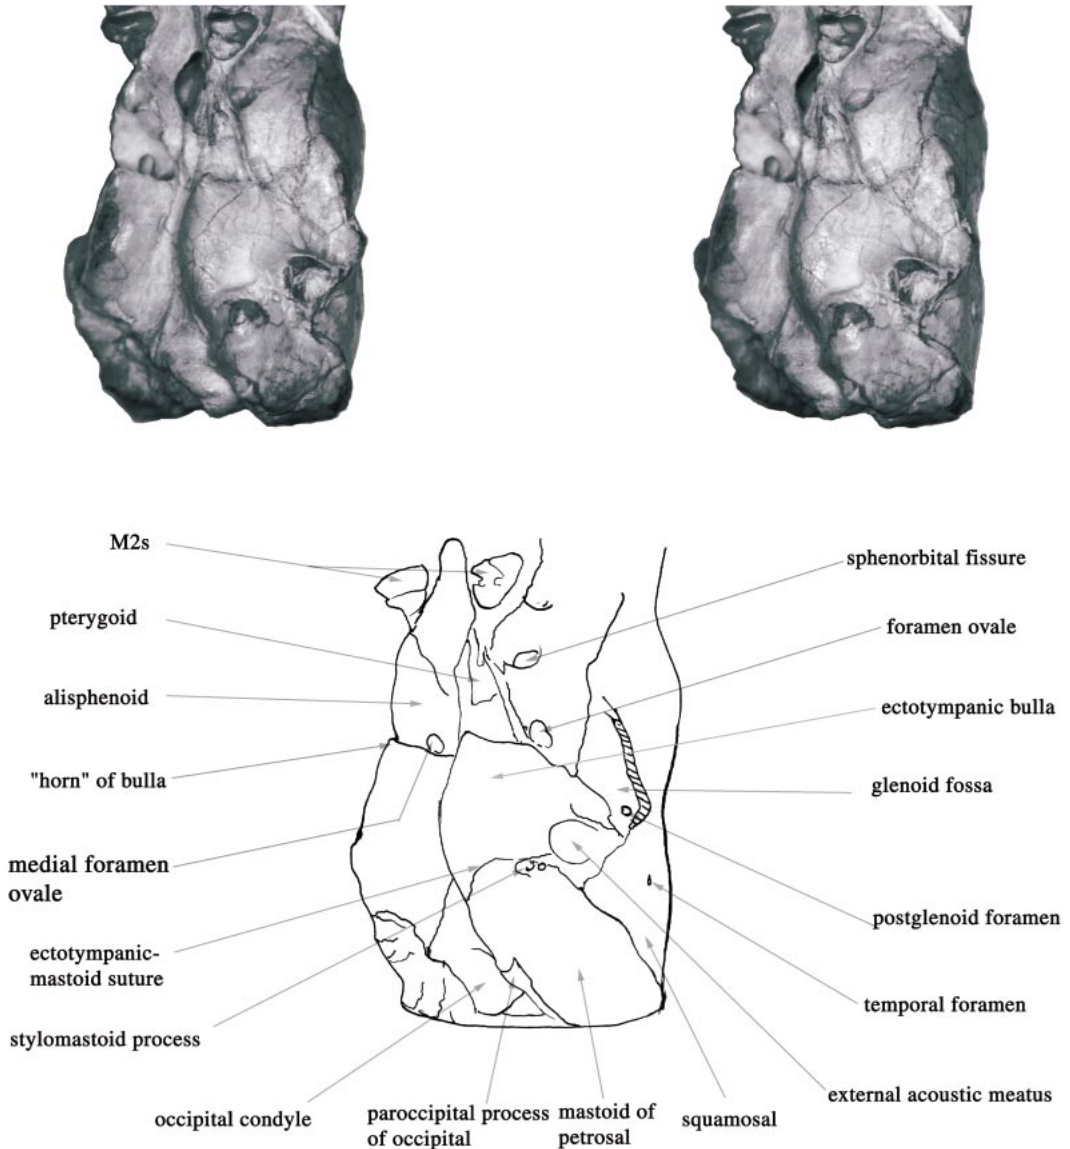 M2s
pterygoid
alisphenoid
"horn" of bulla
medial foramen
ovale
ectotympanic-
mastoid suture
stylomastoid process
occipital condyle
paroccipital process
of occipital
mastoid of
petrosal
squamosal
sphenorbital fissure
foramen ovale
ectotympanic bulla
glenoid fossa
postglenoid foramen
temporal foramen
external acoustic meatus